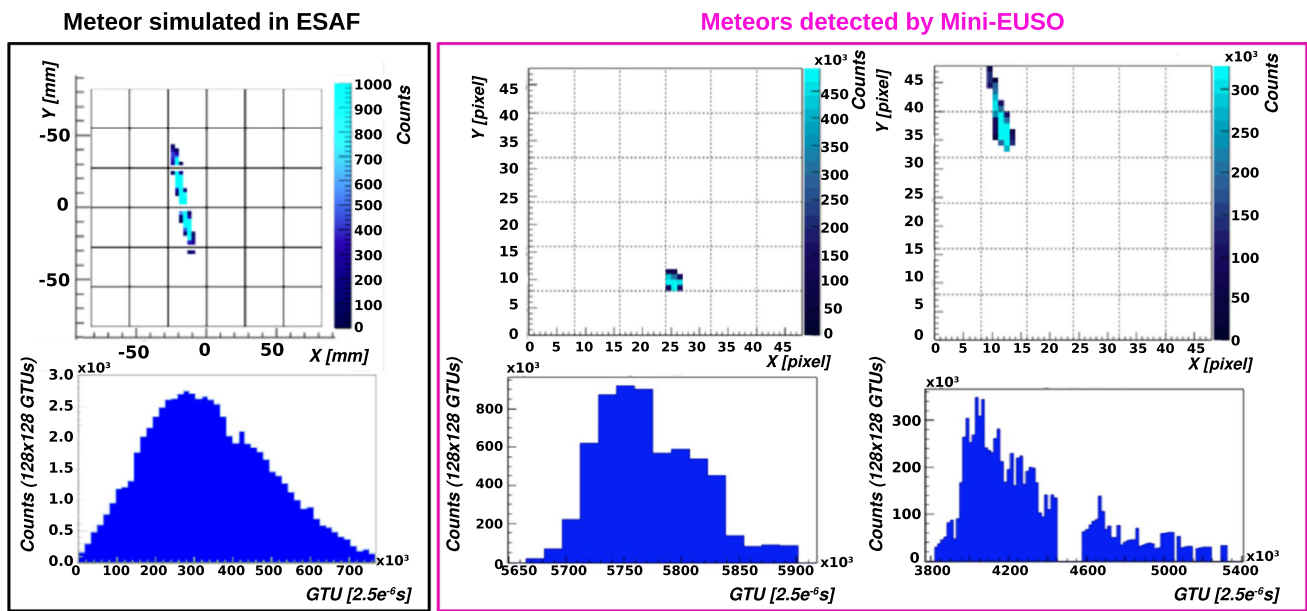 Meteor simulated in ESAF
Meteors detected by Mini-EUSO
Y [mm]
-50
0
-50
-50 0 50
X [mm]
1000
900
800
700
600
500
400
300
200
100
0
Counts
Counts (128x128 GTUs)
3.0 x10³
2.5
2.0
1.5
1.0
0.5
0.0
0 100 200 300 400 500 600 700 x10³
GTU [2.5e⁻⁶s]
Y [pixel]
45
40
35
30
25
20
15
10
5
0
0 5 10 15 20 25 30 35 40 45
X [pixel]
x10³
450
400
350
300
250
200
150
100
50
0
Counts
Counts (128x128 GTUs)
x10³
800
600
400
200
0
5650 5700 5750 5800 5850 5900 x10³
GTU [2.5e⁻⁶s]
Y [pixel]
45
40
35
30
25
20
15
10
5
0
0 5 10 15 20 25 30 35 40 45
X [pixel]
x10³
300
250
200
150
100
50
0
Counts
Counts (128x128 GTUs)
x10³
300
200
100
0
3800 4200 4600 5000 5400 x10³
GTU [2.5e⁻⁶s]